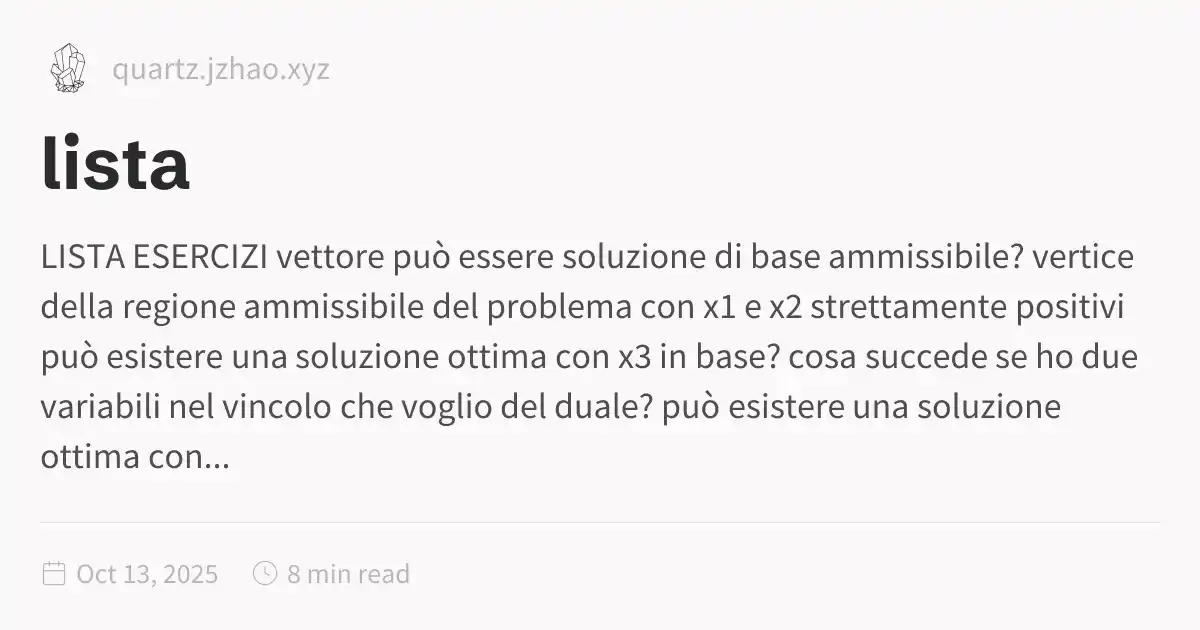 quartz.jzhao.xyz
lista
LISTA ESERCIZI vettore può essere soluzione di base ammissibile? vertice
della regione ammissibile del problema con x1 e x2 strettamente positivi
può esistere una soluzione ottima con x3 in base? cosa succede se ho due
variabili nel vincolo che voglio del duale? può esistere una soluzione
ottima con...
Oct 13, 2025 8 min read